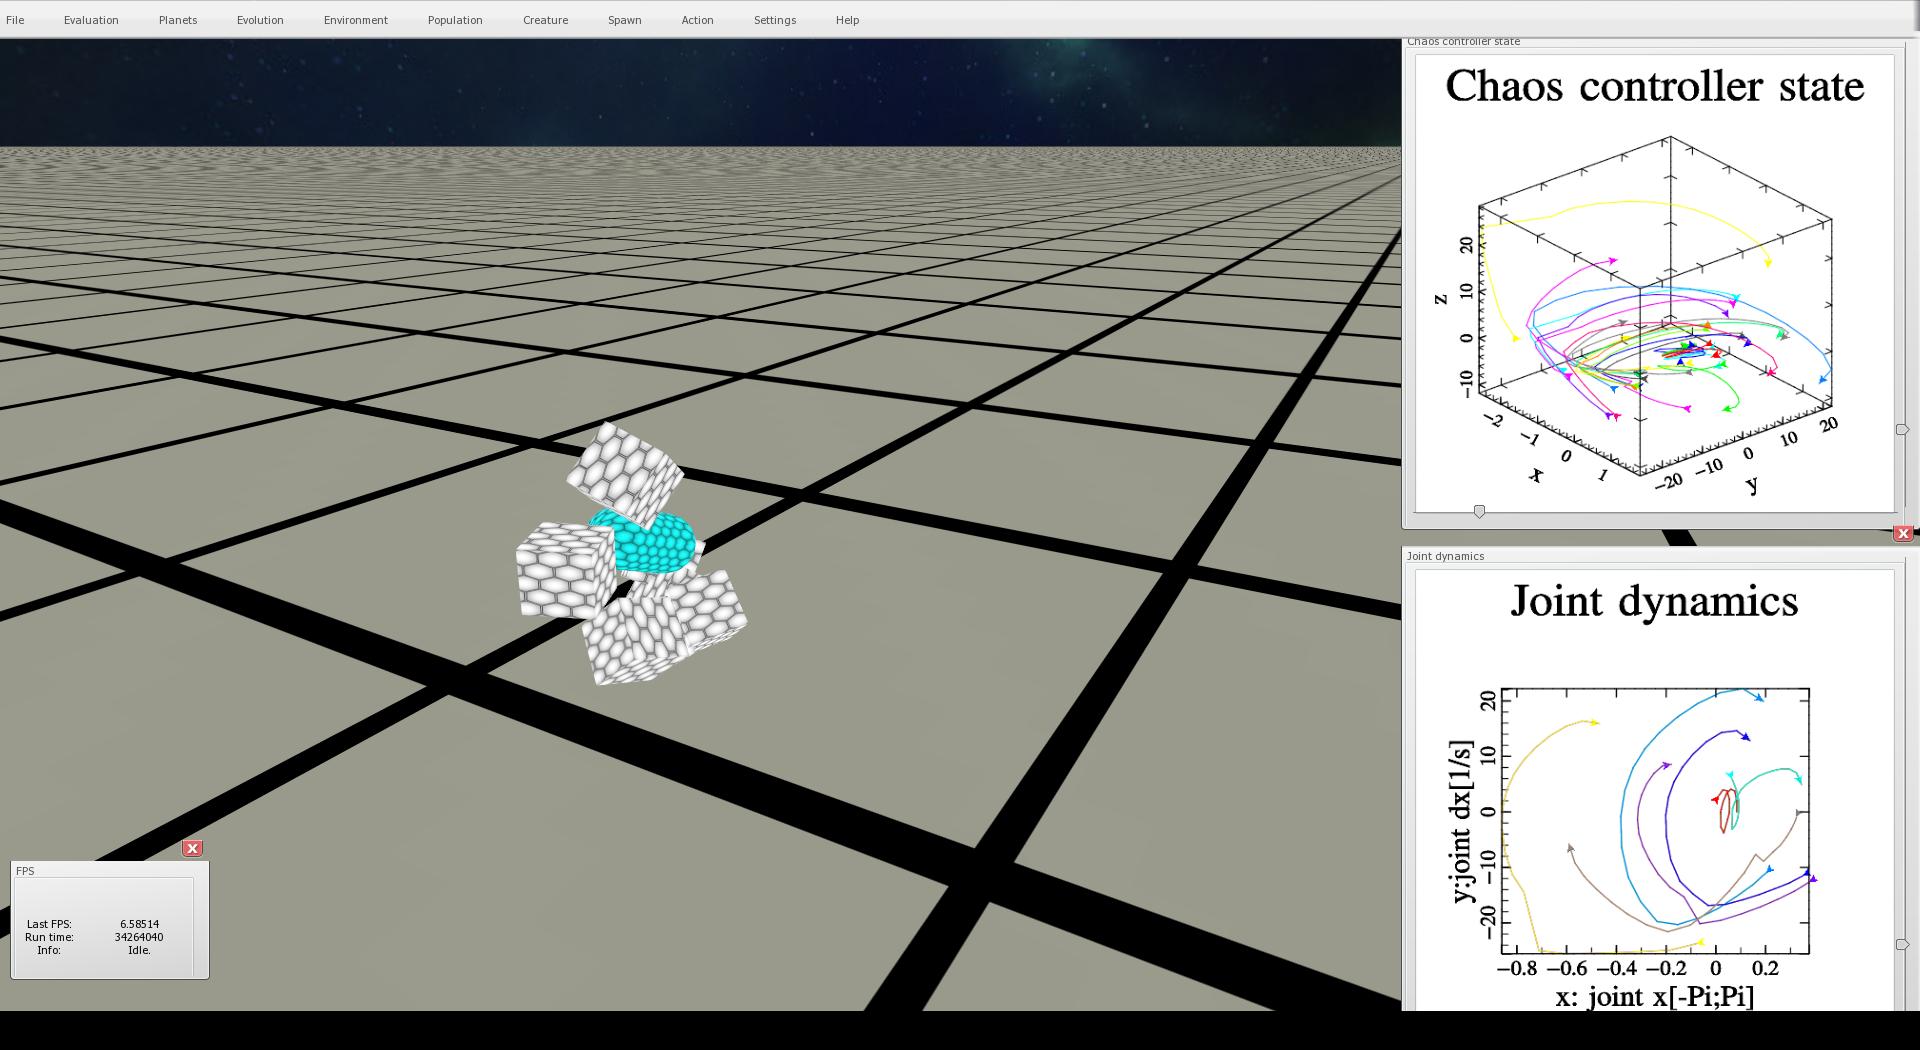 File Evaluation Planets Evolution Environment Population Creature Spawn Action Settings Help
Chaos controller state
Chaos controller state
20
10
0
−10
z
−2
−1
0
1
x
−20
−10
0
10
20
y
X
Joint dynamics
Joint dynamics
20
10
0
−10
−20
y:joint dx[1/s]
−0.8 −0.6 −0.4 −0.2 0 0.2
x: joint x[-Pi;Pi]
X
FPS
Last FPS: 6.58514
Run time: 34264040
Info: Idle.